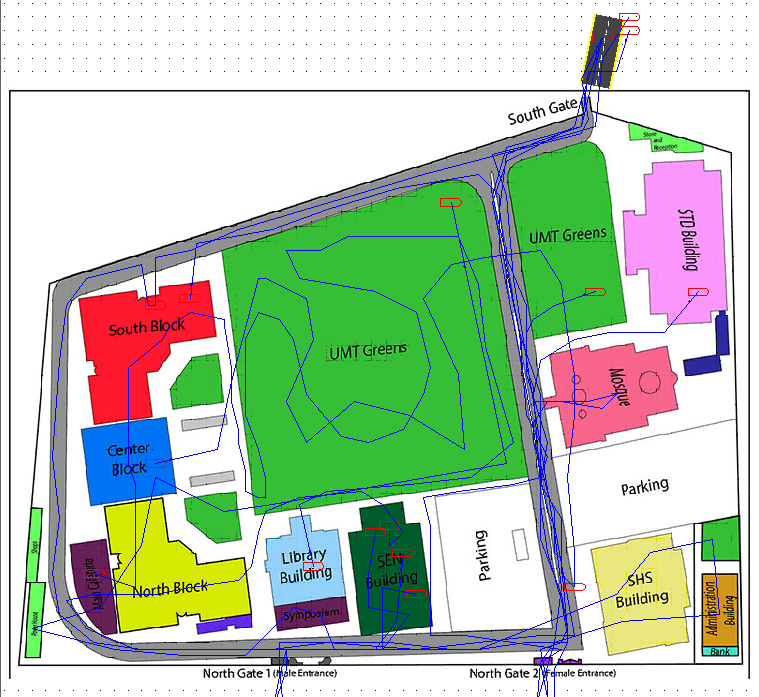 South Gate
Store
and
Reception
UMT Greens
STD Building
South Block
UMT Greens
Mosque
Center
Block
Parking
Shops
Library
Building
SEN
Building
Parking
SHS
Building
Administration
Building
North Block
Symposium
Bank
North Gate 1 (Male Entrance)
North Gate 2 (Female Entrance)